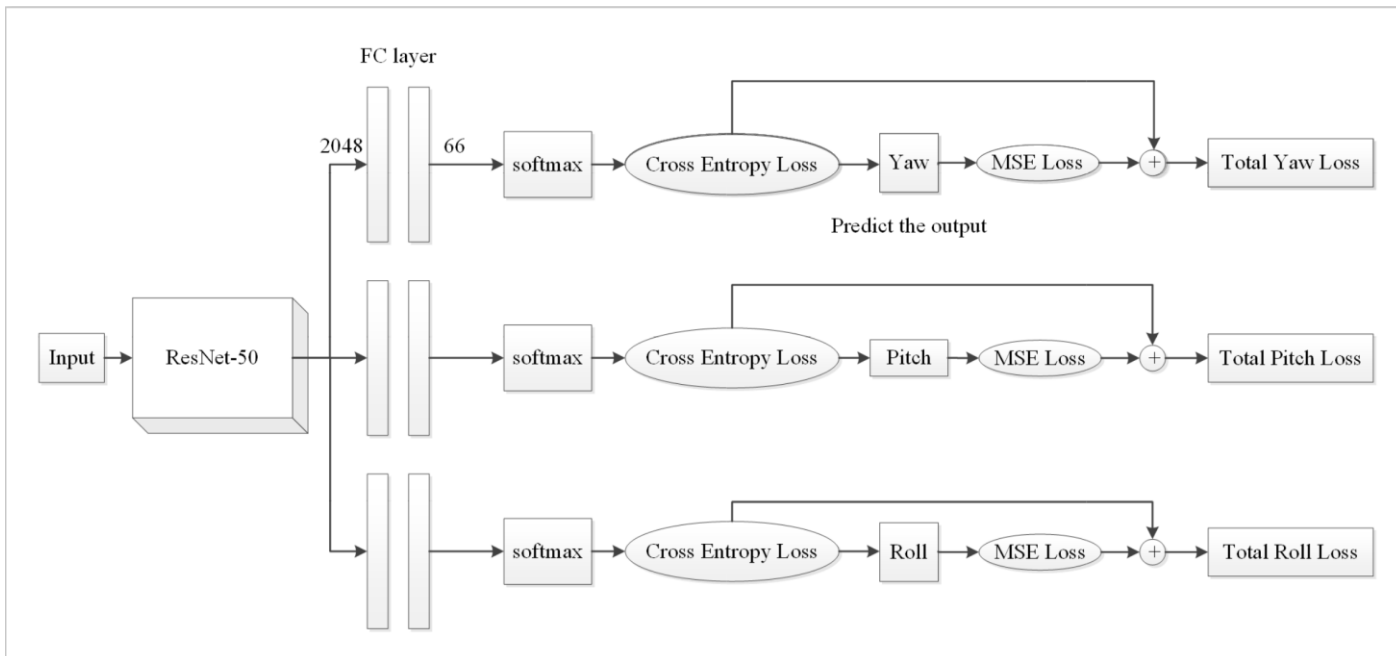 FC layer
2048
66
softmax
Cross Entropy Loss
Yaw
MSE Loss
+
Total Yaw Loss
Predict the output
Input
ResNet-50
softmax
Cross Entropy Loss
Pitch
MSE Loss
+
Total Pitch Loss
softmax
Cross Entropy Loss
Roll
MSE Loss
+
Total Roll Loss